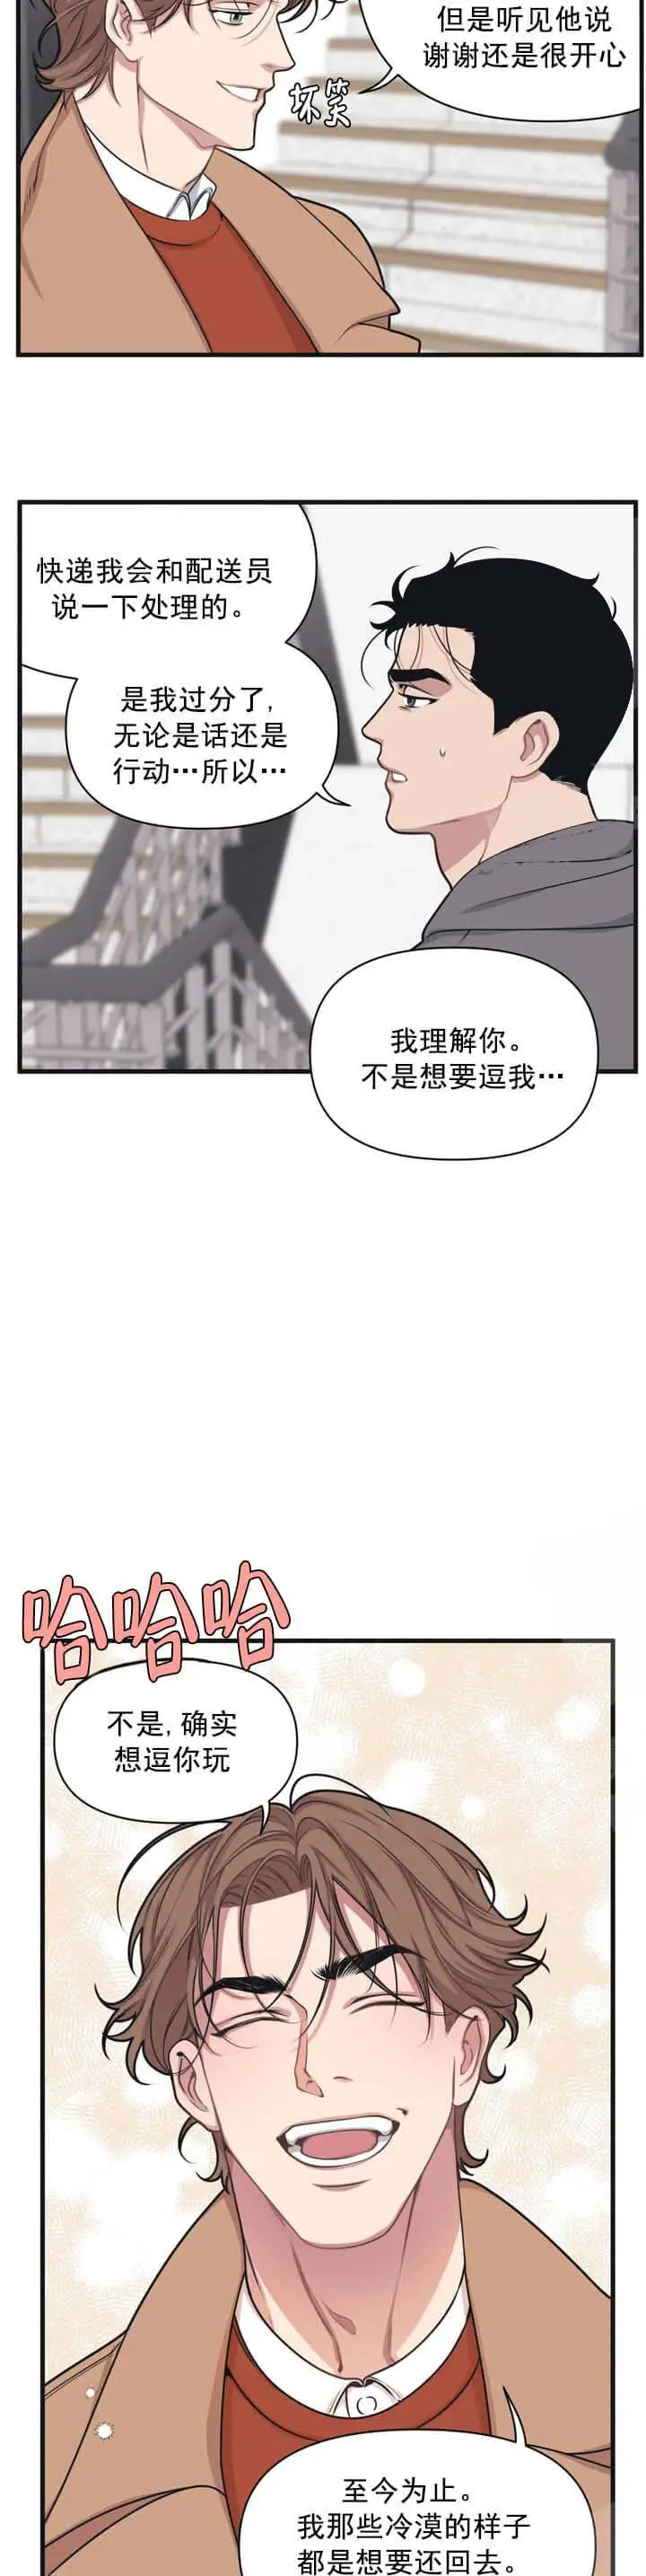 但是听见他说
谢谢还是很开心
坏笑
快递我会和配送员
说一下处理的。
是我过分了,
无论是话还是
行动…所以…
我理解你。
不是想要逗我…
哈哈哈
不是,确实
想逗你玩
至今为止。
我那些冷漠的样子
都是想要还回去。